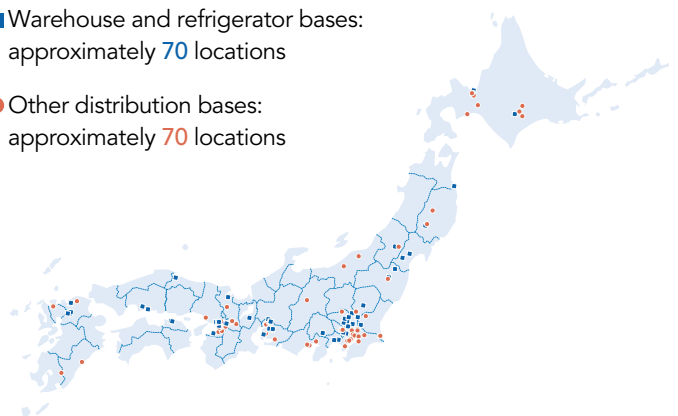 Warehouse and refrigerator bases:
approximately 70 locations
Other distribution bases:
approximately 70 locations